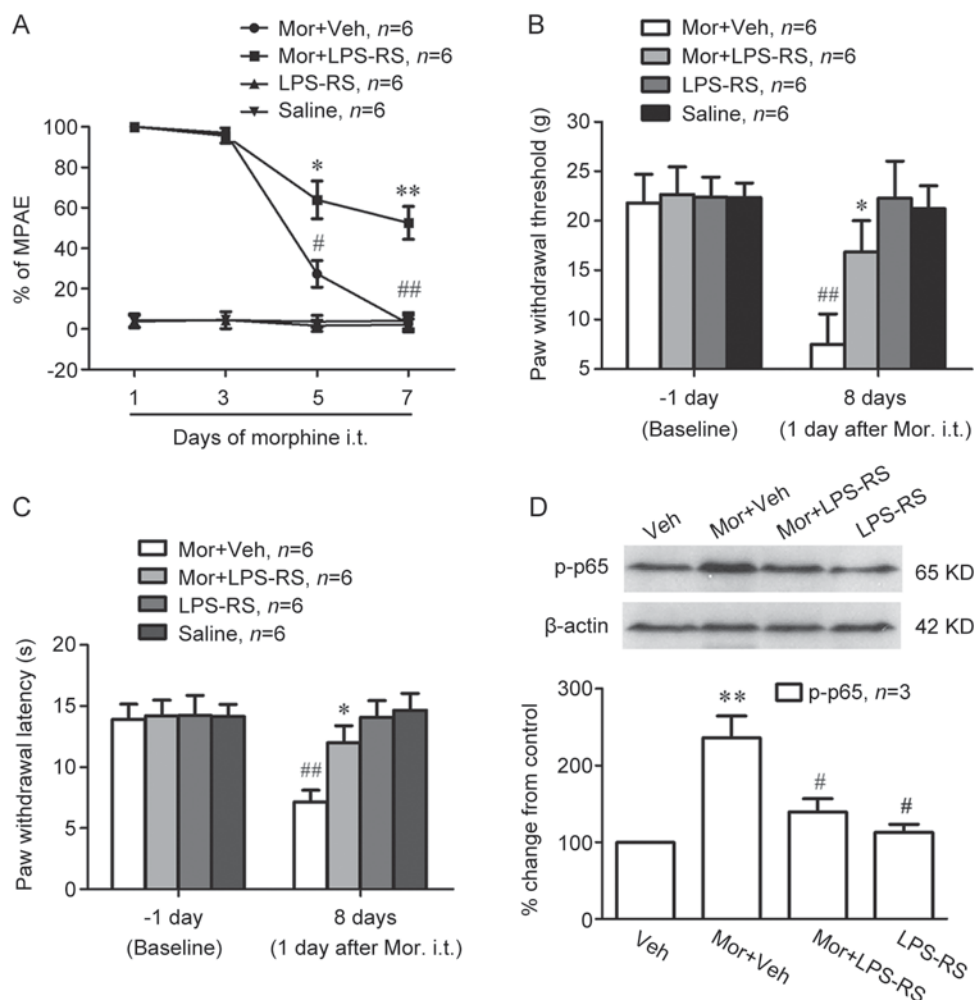 A
Mor+Veh, n=6
Mor+LPS-RS, n=6
LPS-RS, n=6
Saline, n=6
100
80
60
40
20
0
-20
% of MPAE
*
**
#
##
1 3 5 7
Days of morphine i.t.
B
Mor+Veh, n=6
Mor+LPS-RS, n=6
LPS-RS, n=6
Saline, n=6
25
20
15
10
5
Paw withdrawal threshold (g)
##
*
-1 day 8 days
(Baseline) (1 day after Mor. i.t.)
C
Mor+Veh, n=6
Mor+LPS-RS, n=6
LPS-RS, n=6
Saline, n=6
20
15
10
5
0
Paw withdrawal latency (s)
##
*
-1 day 8 days
(Baseline) (1 day after Mor. i.t.)
D
Veh Mor+Veh Mor+LPS-RS LPS-RS
p-p65 65 KD
β-actin 42 KD
p-p65, n=3
300
200
100
0
% change from control
**
#
#
Veh Mor+Veh Mor+LPS-RS LPS-RS